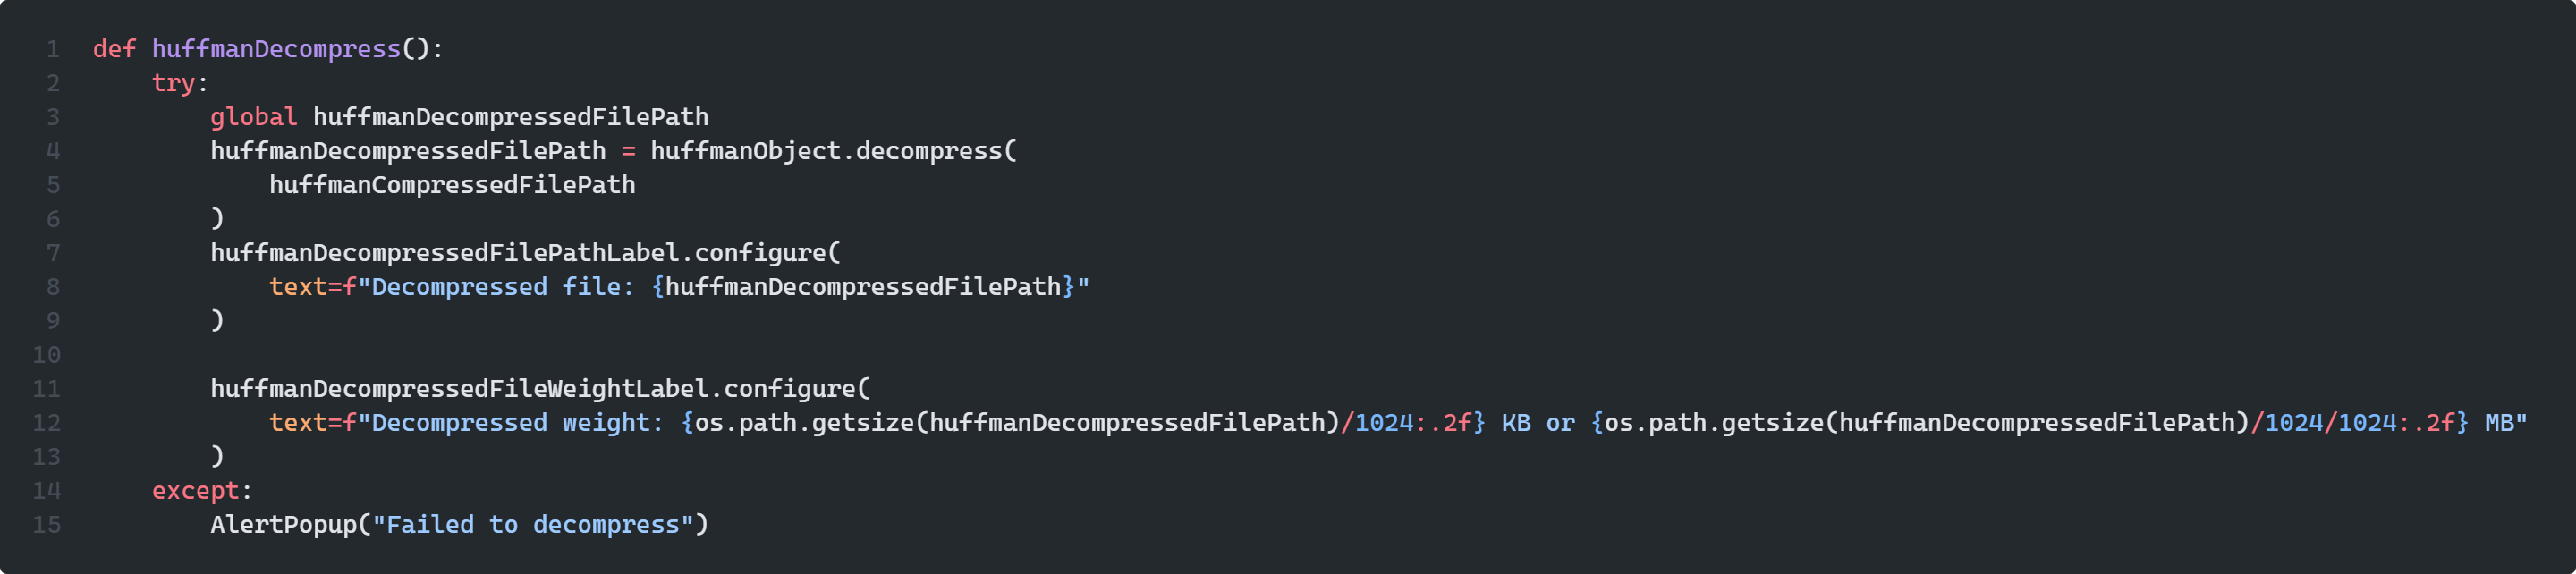 1 def huffmanDecompress():
2     try:
3         global huffmanDecompressedFilePath
4         huffmanDecompressedFilePath = huffmanObject.decompress(
5             huffmanCompressedFilePath
6         )
7         huffmanDecompressedFilePathLabel.configure(
8             text=f"Decompressed file: {huffmanDecompressedFilePath}"
9         )
10
11         huffmanDecompressedFileWeightLabel.configure(
12             text=f"Decompressed weight: {os.path.getsize(huffmanDecompressedFilePath)/1024:.2f} KB or {os.path.getsize(huffmanDecompressedFilePath)/1024/1024:.2f} MB"
13         )
14     except:
15         AlertPopup("Failed to decompress")